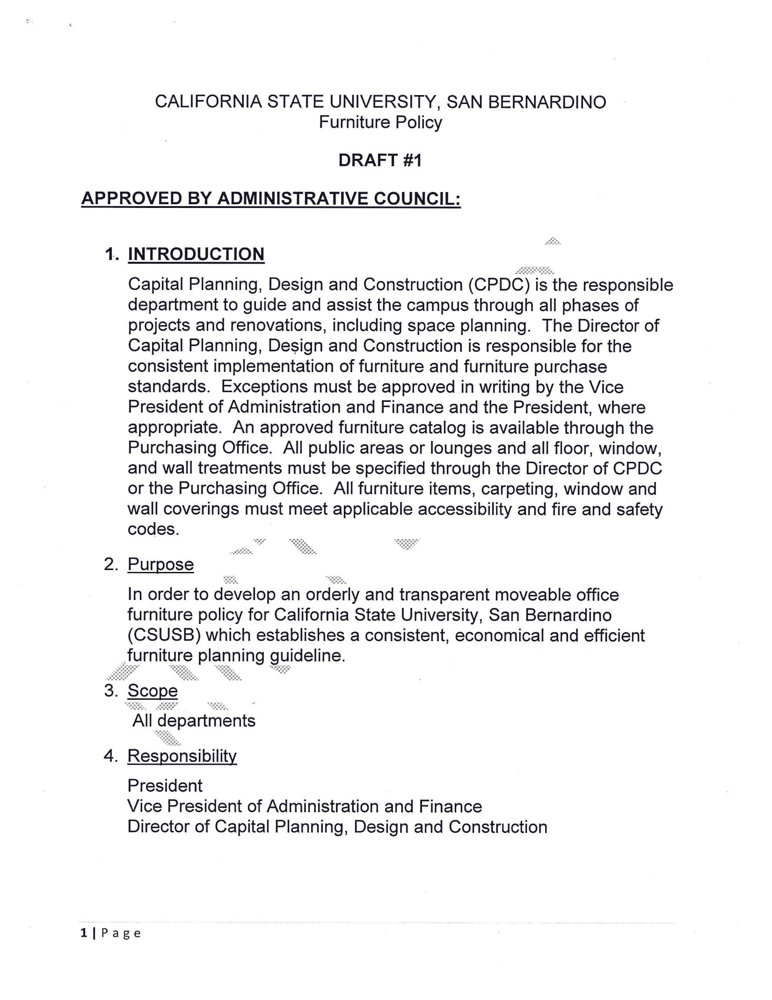 CALIFORNIA STATE UNIVERSITY, SAN BERNARDINO
Furniture Policy
DRAFT #1
APPROVED BY ADMINISTRATIVE COUNCIL:
1. INTRODUCTION
Capital Planning, Design and Construction (CPDC) is the responsible
department to guide and assist the campus through all phases of
projects and renovations, including space planning. The Director of
Capital Planning, Design and Construction is responsible for the
consistent implementation of furniture and furniture purchase
standards. Exceptions must be approved in writing by the Vice
President of Administration and Finance and the President, where
appropriate. An approved furniture catalog is available through the
Purchasing Office. All public areas or lounges and all floor, window,
and wall treatments must be specified through the Director of CPDC
or the Purchasing Office. All furniture items, carpeting, window and
wall coverings must meet applicable accessibility and fire and safety
codes.
2. Purpose
In order to develop an orderly and transparent moveable office
furniture policy for California State University, San Bernardino
(CSUSB) which establishes a consistent, economical and efficient
furniture planning guideline.
3. Scope
All departments
4. Responsibility
President
Vice President of Administration and Finance
Director of Capital Planning, Design and Construction
1 | Page